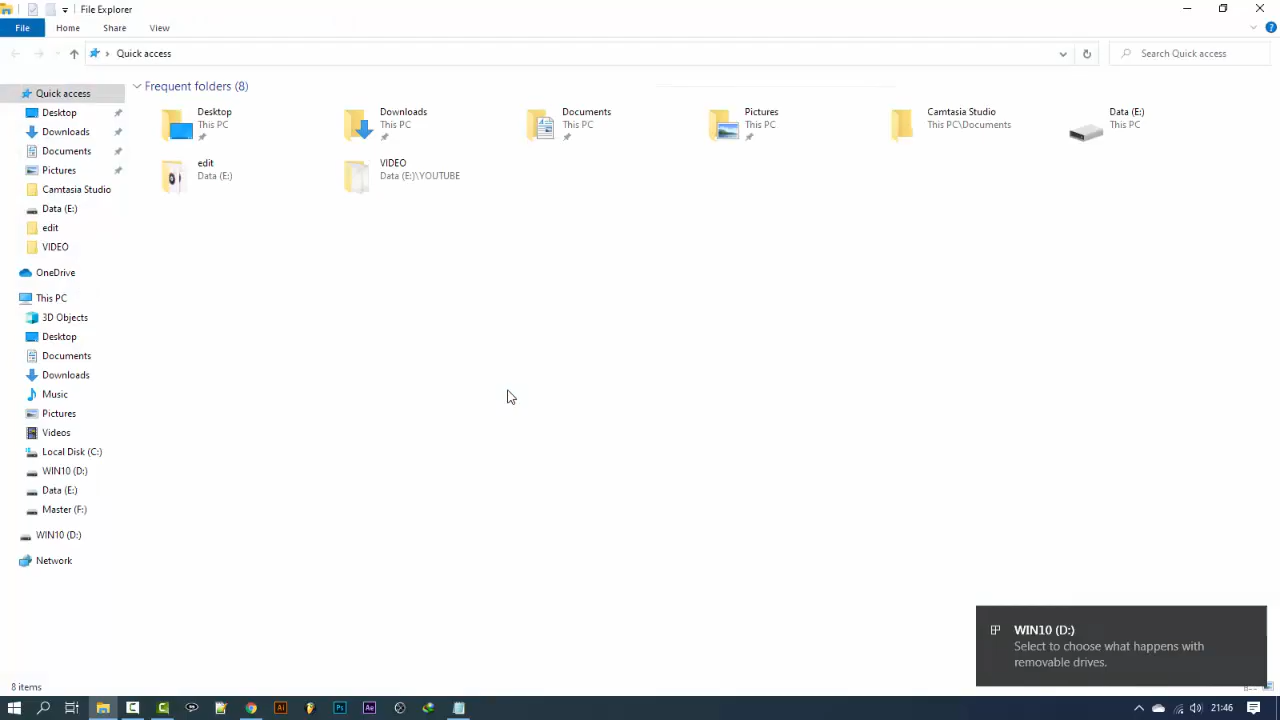 File Explorer
File
Home
Share
View
Quick access
Search Quick access
Quick access
Desktop
Downloads
Documents
Pictures
Camtasia Studio
Data (E:)
edit
VIDEO
OneDrive
This PC
3D Objects
Desktop
Documents
Downloads
Music
Pictures
Videos
Local Disk (C:)
WIN10 (D:)
Data (E:)
Master (F:)
WIN10 (D:)
Network
Frequent folders (8)
Desktop
This PC
Downloads
This PC
Documents
This PC
Pictures
This PC
Camtasia Studio
This PC\Documents
Data (E:)
This PC
edit
Data (E:)
VIDEO
Data (E:)\YOUTUBE
WIN10 (D:)
Select to choose what happens with
removable drives.
8 items
Ai
Ps
Ae
21:46